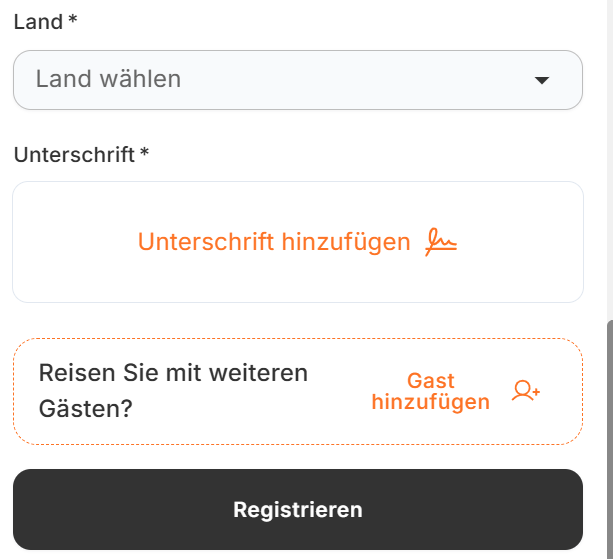 Land *
Land wählen
Unterschrift *
Unterschrift hinzufügen
Reisen Sie mit weiteren
Gästen?
Gast
hinzufügen
Registrieren